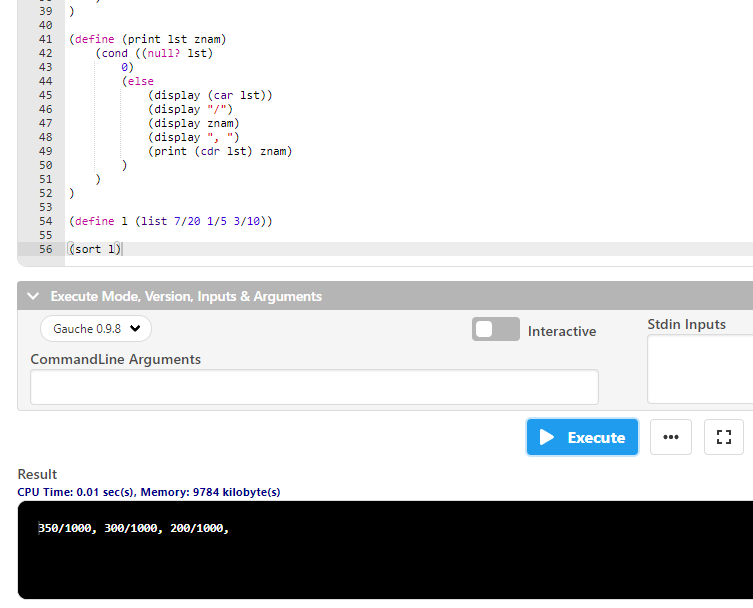 39 )
40
41 (define (print lst znam)
42 (cond ((null? lst)
43 0)
44 (else
45 (display (car lst))
46 (display "/")
47 (display znam)
48 (display ", ")
49 (print (cdr lst) znam)
50 )
51 )
52 )
53
54 (define l (list 7/20 1/5 3/10))
55
56 (sort l)
Execute Mode, Version, Inputs & Arguments
Gauche 0.9.8
Interactive
Stdin Inputs
CommandLine Arguments
Execute
Result
CPU Time: 0.01 sec(s), Memory: 9784 kilobyte(s)
350/1000, 300/1000, 200/1000,